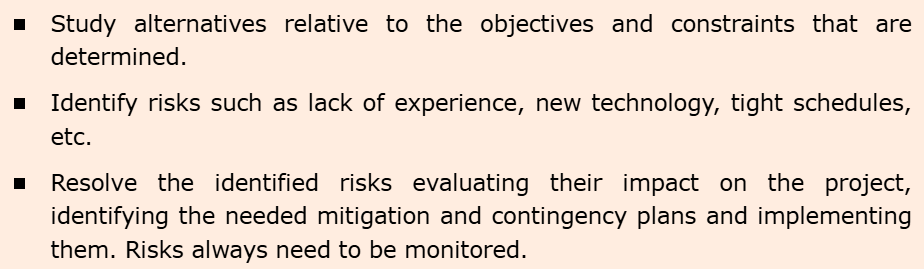 ▪ Study alternatives relative to the objectives and constraints that are
determined.
▪ Identify risks such as lack of experience, new technology, tight schedules,
etc.
▪ Resolve the identified risks evaluating their impact on the project,
identifying the needed mitigation and contingency plans and implementing
them. Risks always need to be monitored.